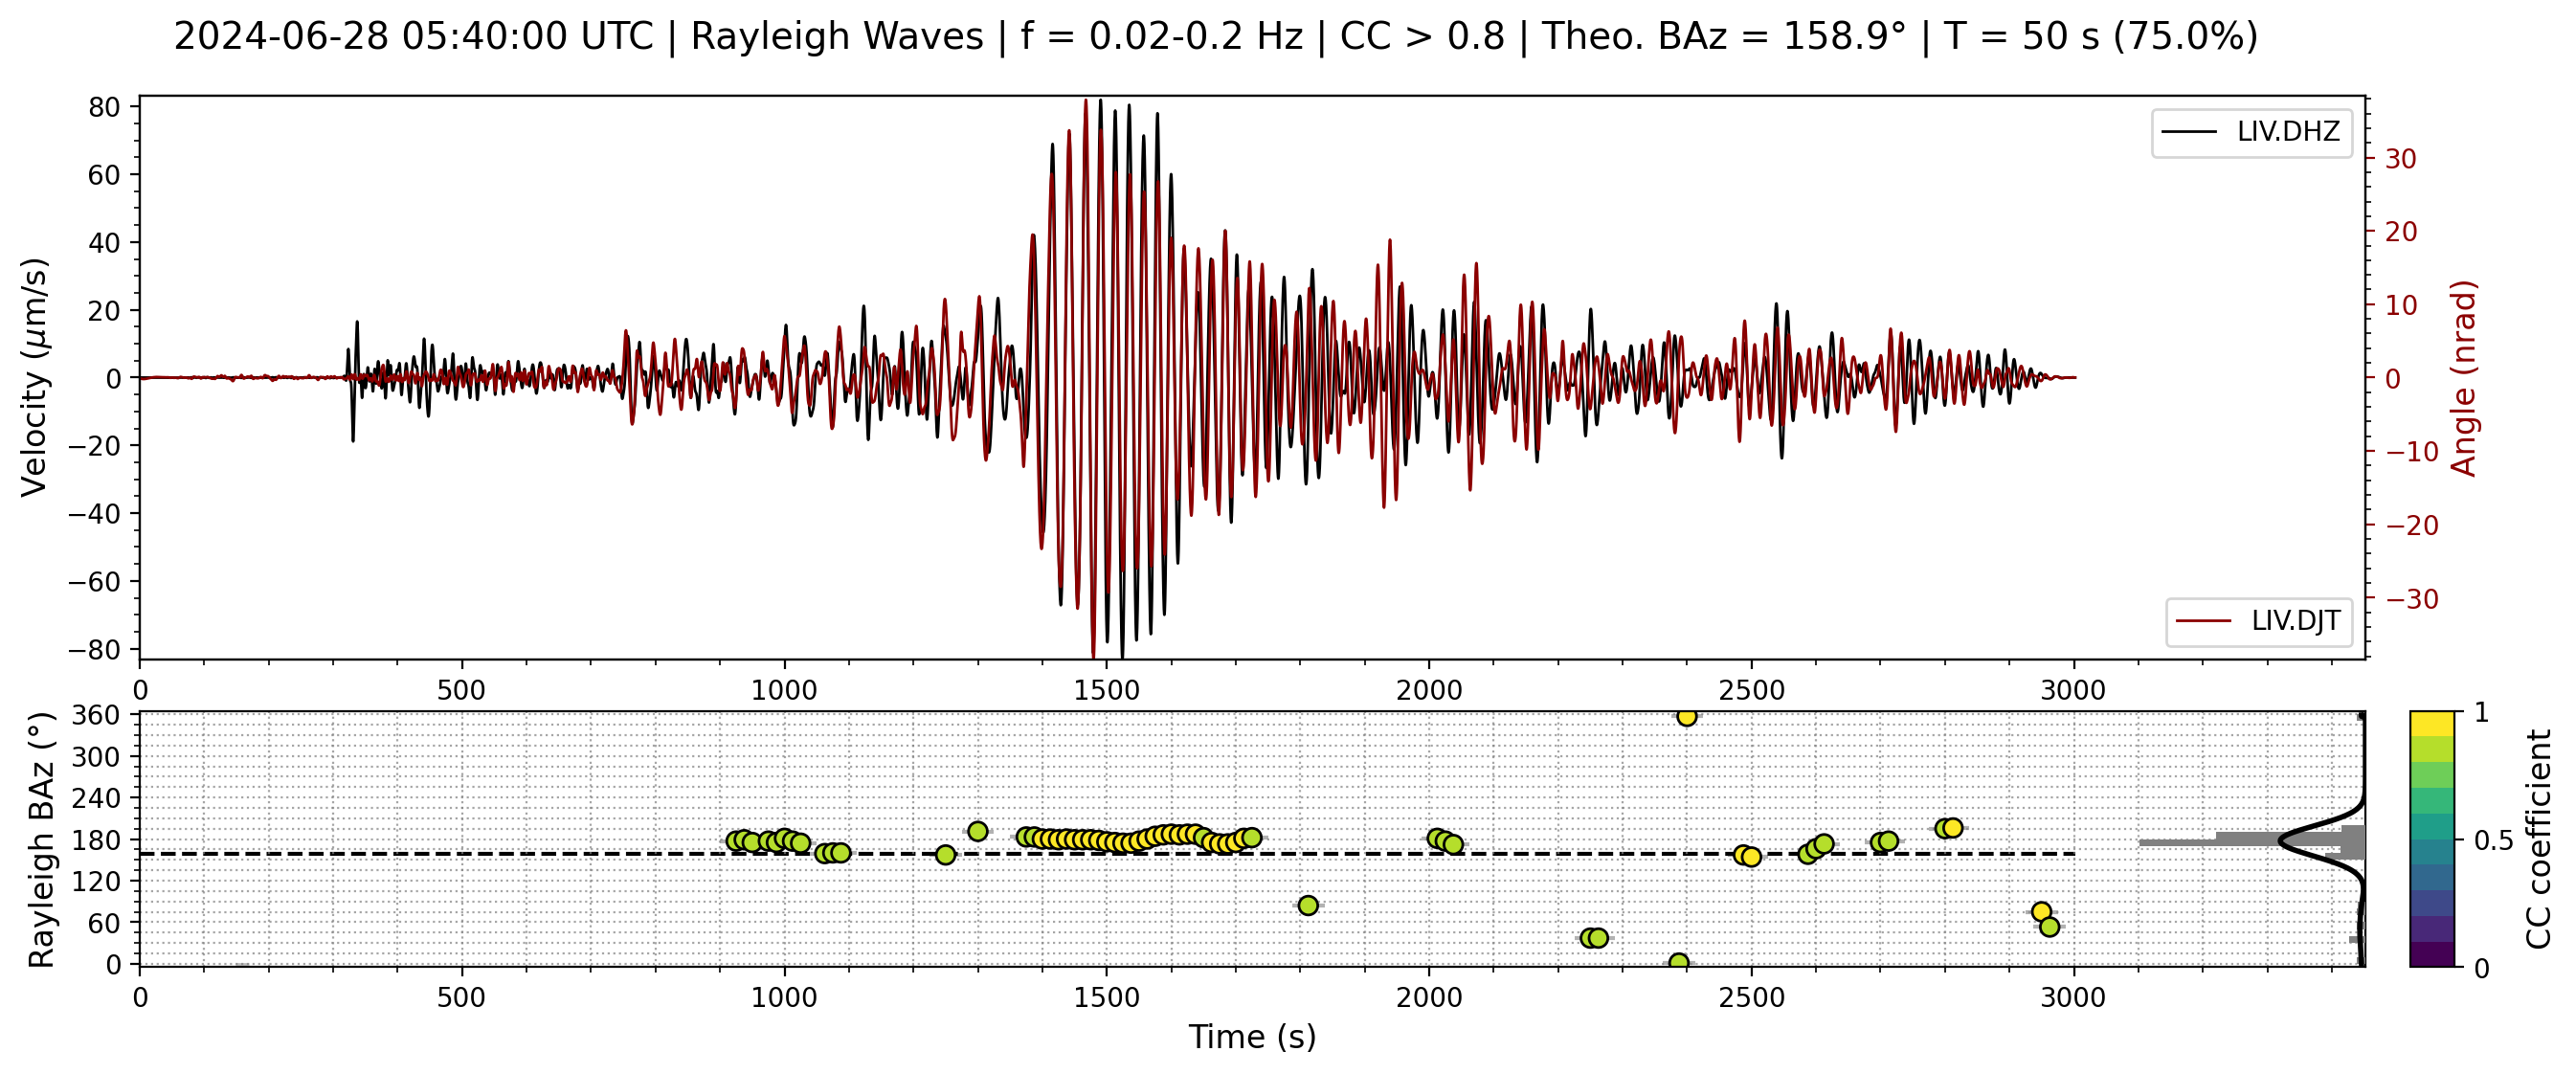 2024-06-28 05:40:00 UTC | Rayleigh Waves | f = 0.02-0.2 Hz | CC > 0.8 | Theo. BAz = 158.9° | T = 50 s (75.0%)
Velocity (μm/s)
80
60
40
20
0
−20
−40
−60
−80
LIV.DHZ
LIV.DJT
30
20
10
0
−10
−20
−30
Angle (nrad)
0 500 1000 1500 2000 2500 3000
Rayleigh BAz (°)
360
300
240
180
120
60
0
0 500 1000 1500 2000 2500 3000
Time (s)
1
0.5
0
CC coefficient